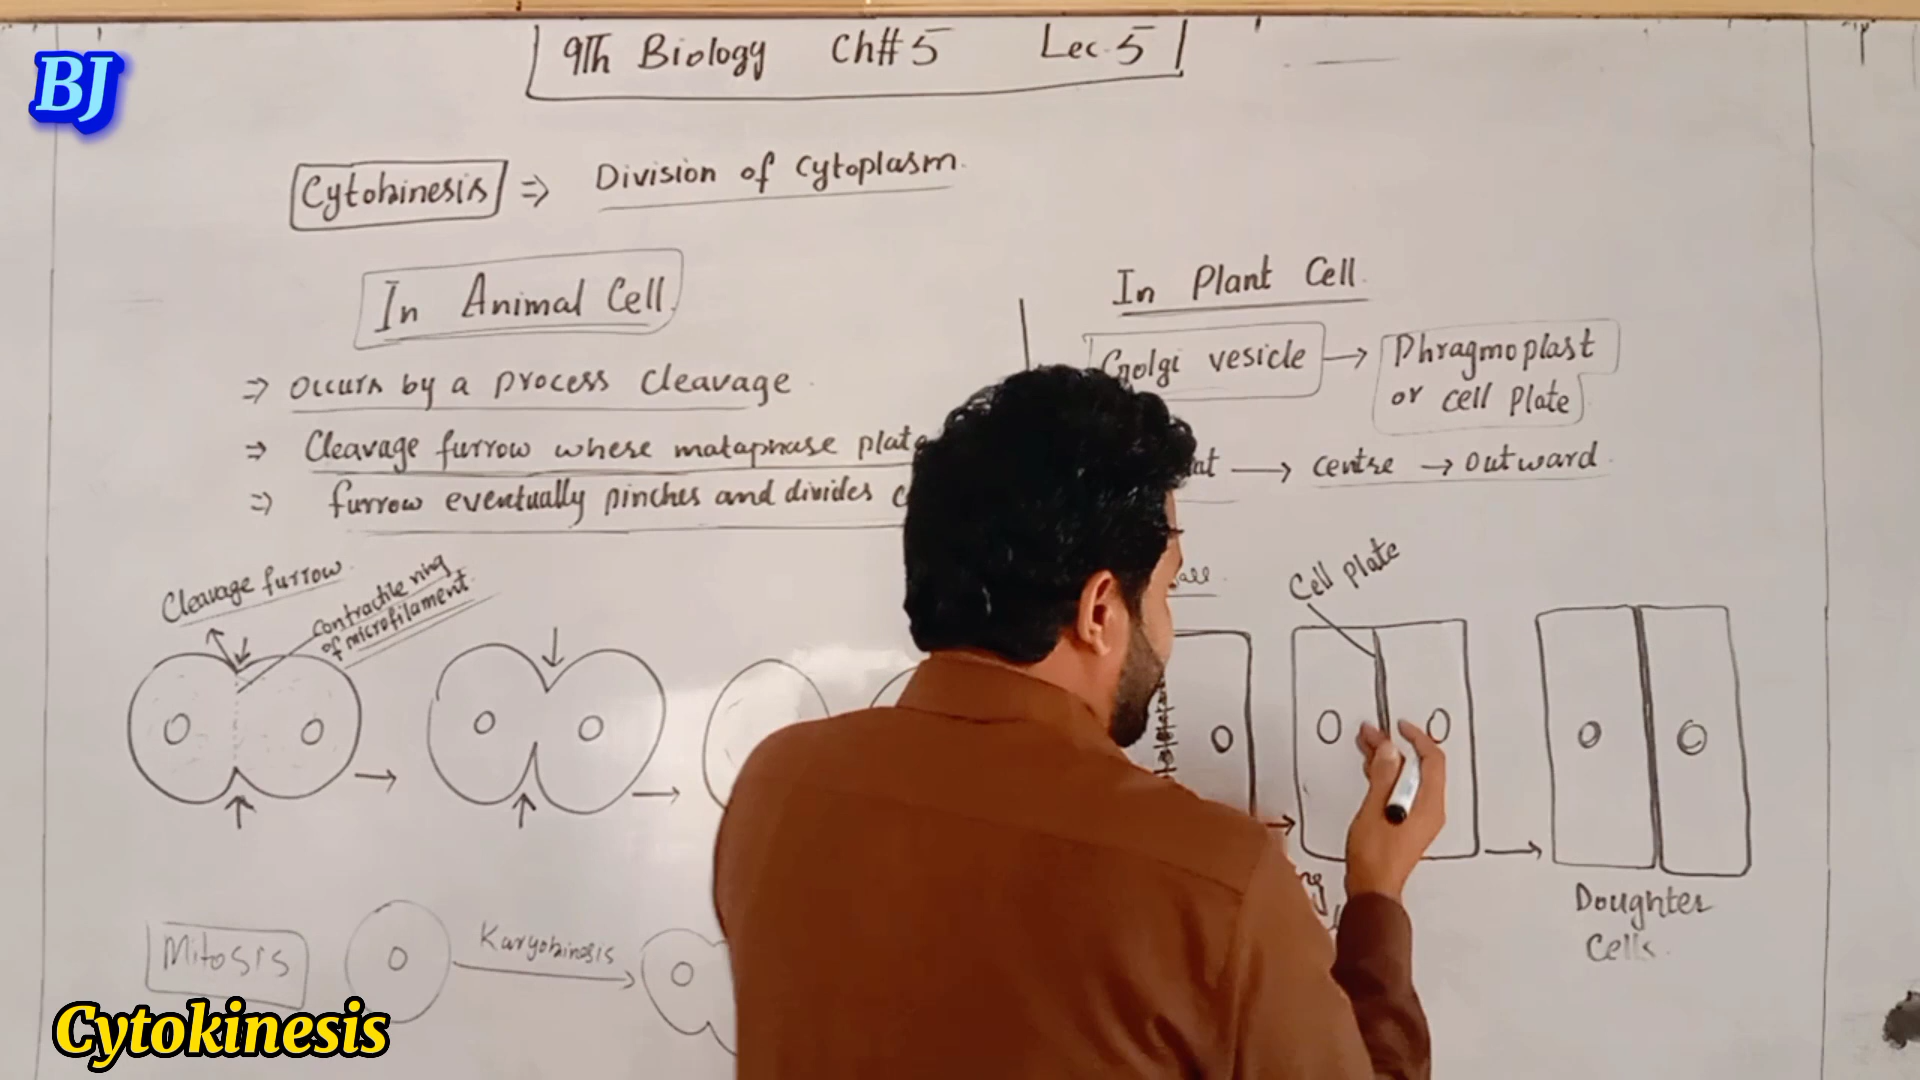 BJ
9Th Biology Ch#5 Lec.5
Cytokinesis ⇒ Division of cytoplasm.
In Animal Cell.
⇒ occurs by a process cleavage
⇒ Cleavage furrow where mataphase plate
⇒ furrow eventually pinches and divides
Cleavage furrow
contractile ring
of microfilament
Mitosis
Karyokinesis
In Plant Cell.
Golgi vesicle → Phragmoplast
or cell plate
→ centre → outward
Cell plate
Doughter
Cells.
Cytokinesis